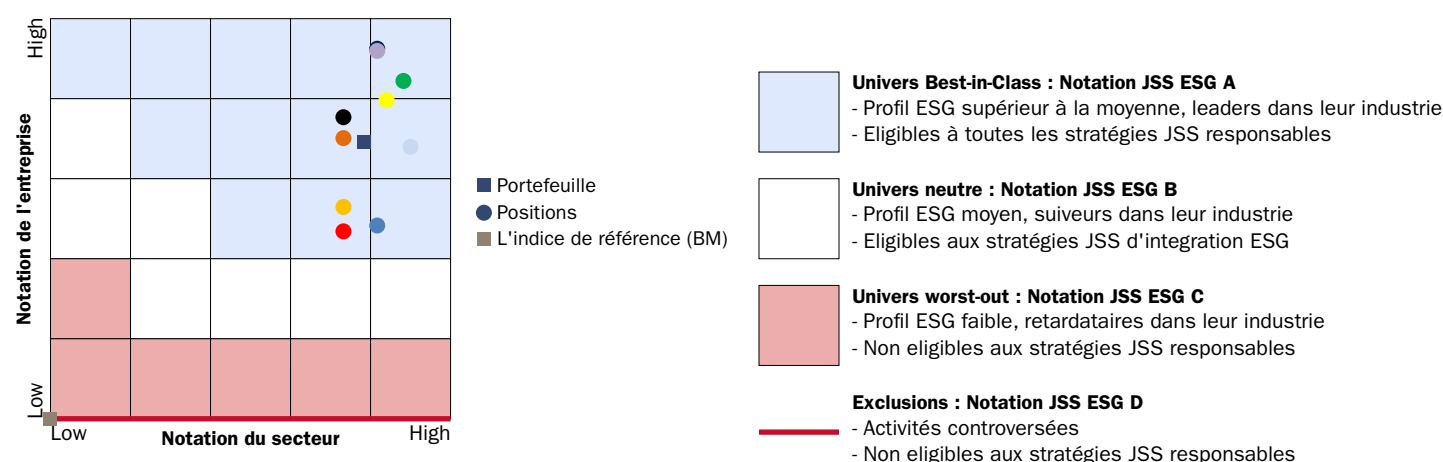 High
Notation de l'entreprise
Low
Low
Notation du secteur
High
Portefeuille
Positions
L'indice de référence (BM)
Univers Best-in-Class : Notation JSS ESG A
- Profil ESG supérieur à la moyenne, leaders dans leur industrie
- Eligibles à toutes les stratégies JSS responsables
Univers neutre : Notation JSS ESG B
- Profil ESG moyen, suiveurs dans leur industrie
- Eligibles aux stratégies JSS d'integration ESG
Univers worst-out : Notation JSS ESG C
- Profil ESG faible, retardataires dans leur industrie
- Non eligibles aux stratégies JSS responsables
Exclusions : Notation JSS ESG D
- Activités controversées
- Non eligibles aux stratégies JSS responsables